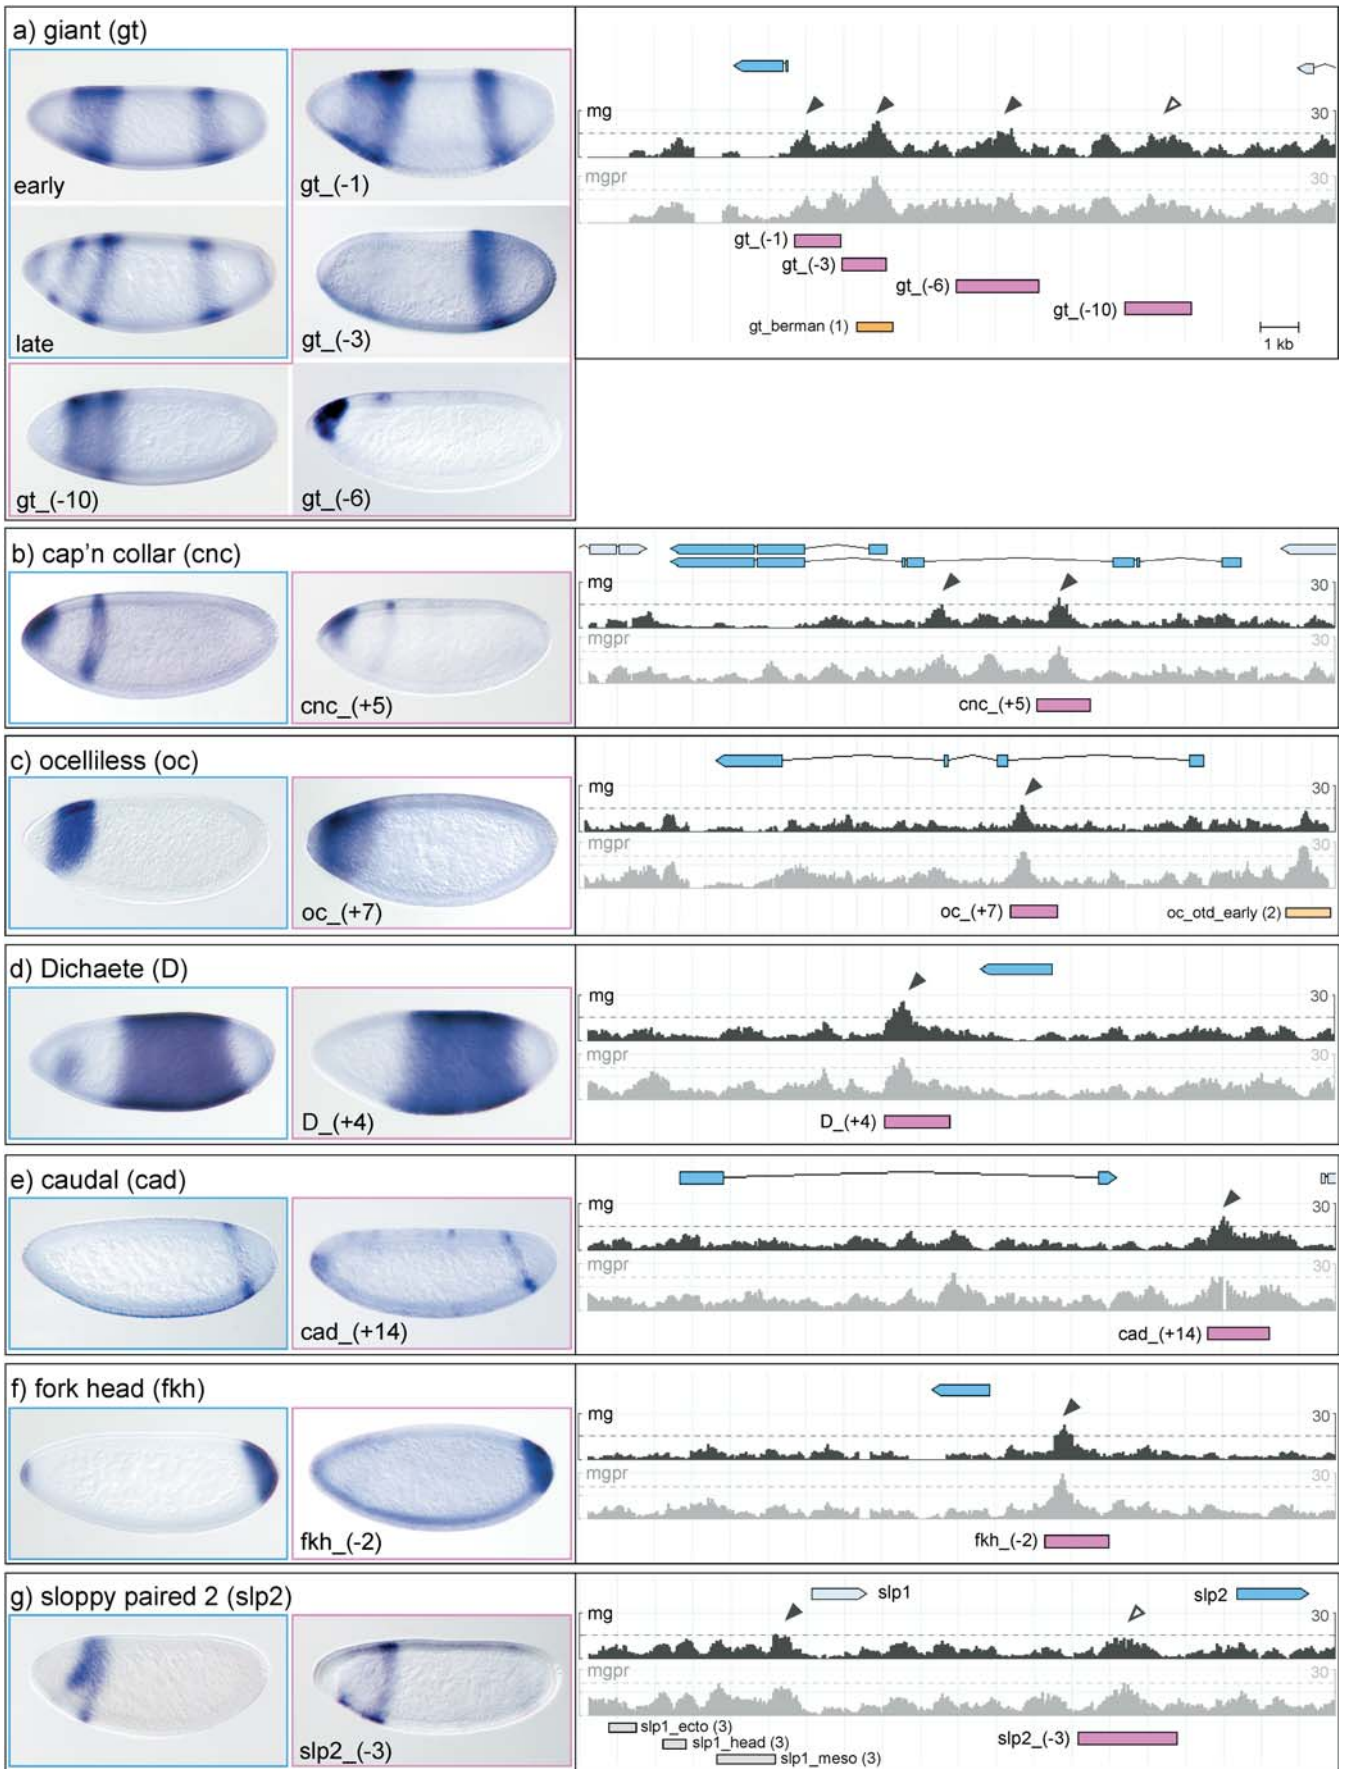 a) giant (gt)
early
gt_(-1)
late
gt_(-3)
gt_(-10)
gt_(-6)
mg
30
mgpr
30
gt_(-1)
gt_(-3)
gt_(-6)
gt_(-10)
gt_berman (1)
1 kb
b) cap'n collar (cnc)
cnc_(+5)
mg
30
mgpr
30
cnc_(+5)
c) ocelliless (oc)
oc_(+7)
mg
30
mgpr
30
oc_(+7)
oc_otd_early (2)
d) Dichaete (D)
D_(+4)
mg
30
mgpr
30
D_(+4)
e) caudal (cad)
cad_(+14)
mg
30
mgpr
30
cad_(+14)
f) fork head (fkh)
fkh_(-2)
mg
30
mgpr
30
fkh_(-2)
g) sloppy paired 2 (slp2)
slp2_(-3)
slp1
slp2
mg
30
mgpr
30
slp1_ecto (3)
slp1_head (3)
slp1_meso (3)
slp2_(-3)